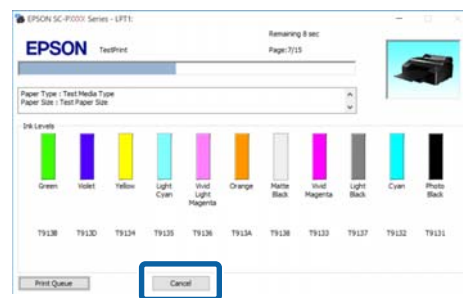 EPSON SC-PXXXX Series - LPT1:
EPSON
TestPrint
Remaining 8 sec
Page: 7/15
Paper Type : Test Media Type
Paper Size : Test Paper Size
Ink Levels
Green
Violet
Yellow
Light Cyan
Vivid Light Magenta
Orange
Matte Black
Vivid Magenta
Light Black
Cyan
Photo Black
T913B
T913D
T9134
T9135
T9136
T913A
T9138
T9133
T9137
T9132
T9131
Print Queue
Cancel